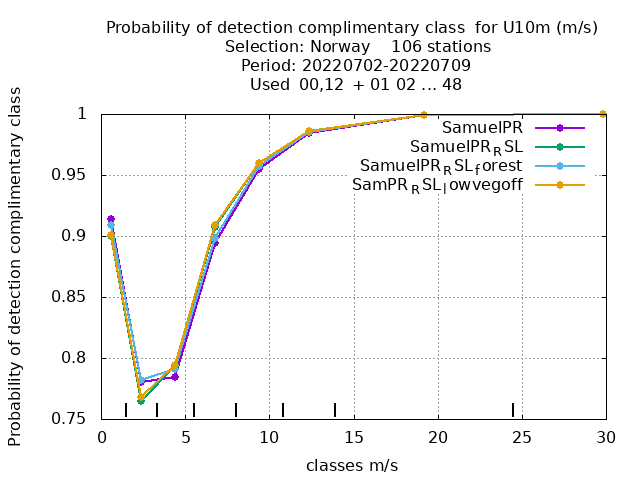 Probability of detection complimentary class  for U10m (m/s)
Selection: Norway    106 stations
Period: 20220702-20220709
Used  00,12  + 01 02 ... 48
Probability of detection complimentary class
1
0.95
0.9
0.85
0.8
0.75
SamuelPR
SamuelPR_RSL
SamuelPR_RSL_forest
SamPR_RSL_lowvegoff
0 5 10 15 20 25 30
classes m/s